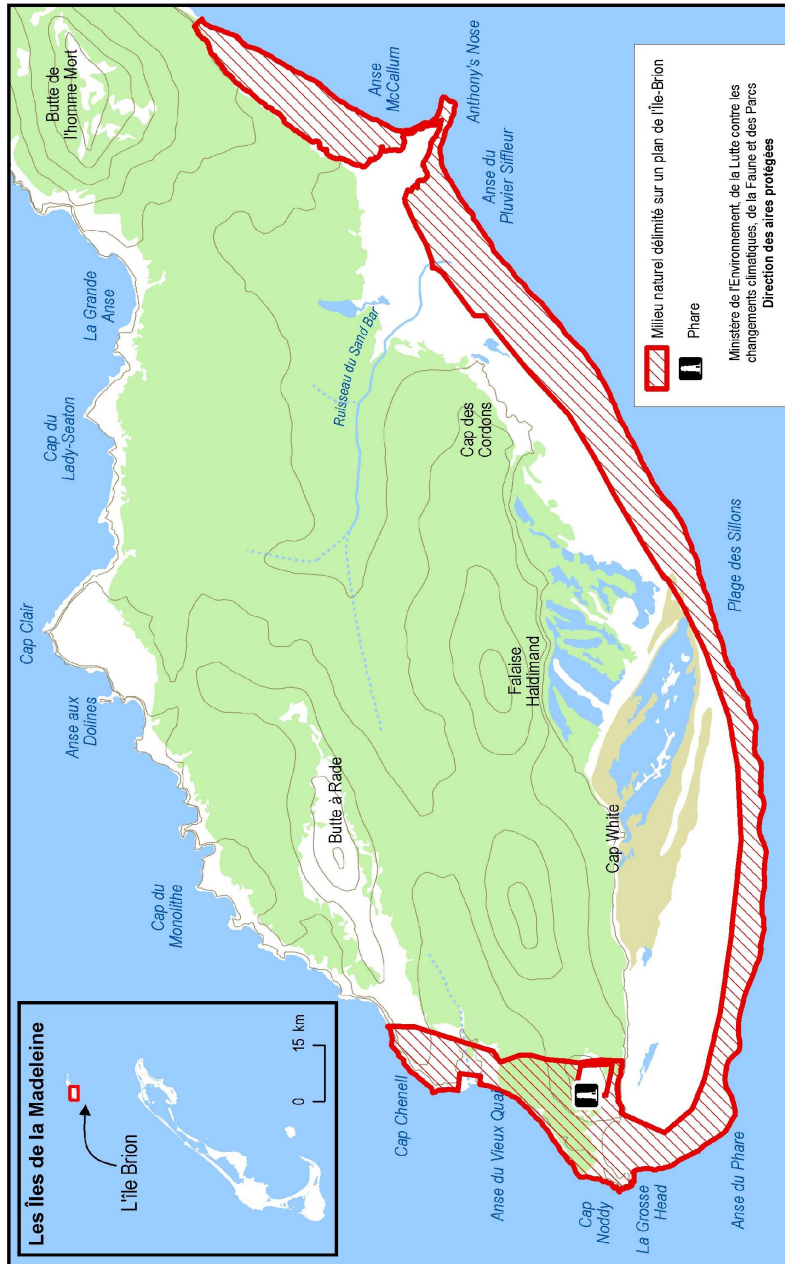 Les Îles de la Madeleine
L'île Brion
0
15 km
Cap du
Monolithe
Anse aux
Dolines
Cap Clair
Cap du
Lady-Seaton
La Grande
Anse
Butte de
l'homme Mort
Butte à Rade
Ruisseau du Sand Bar
Cap Chenell
Anse du Vieux Quai
Cap
Noddy
La Grosse
Head
Anse du Phare
Cap White
Falaise
Haldimand
Cap des
Cordons
Plage des Sillons
Anse
McCallum
Anthony's Nose
Anse du
Pluvier Siffleur
Milieu naturel délimité sur un plan de l'Île-Brion
Phare
Ministère de l'Environnement, de la Lutte contre les
changements climatiques, de la Faune et des Parcs
Direction des aires protégées